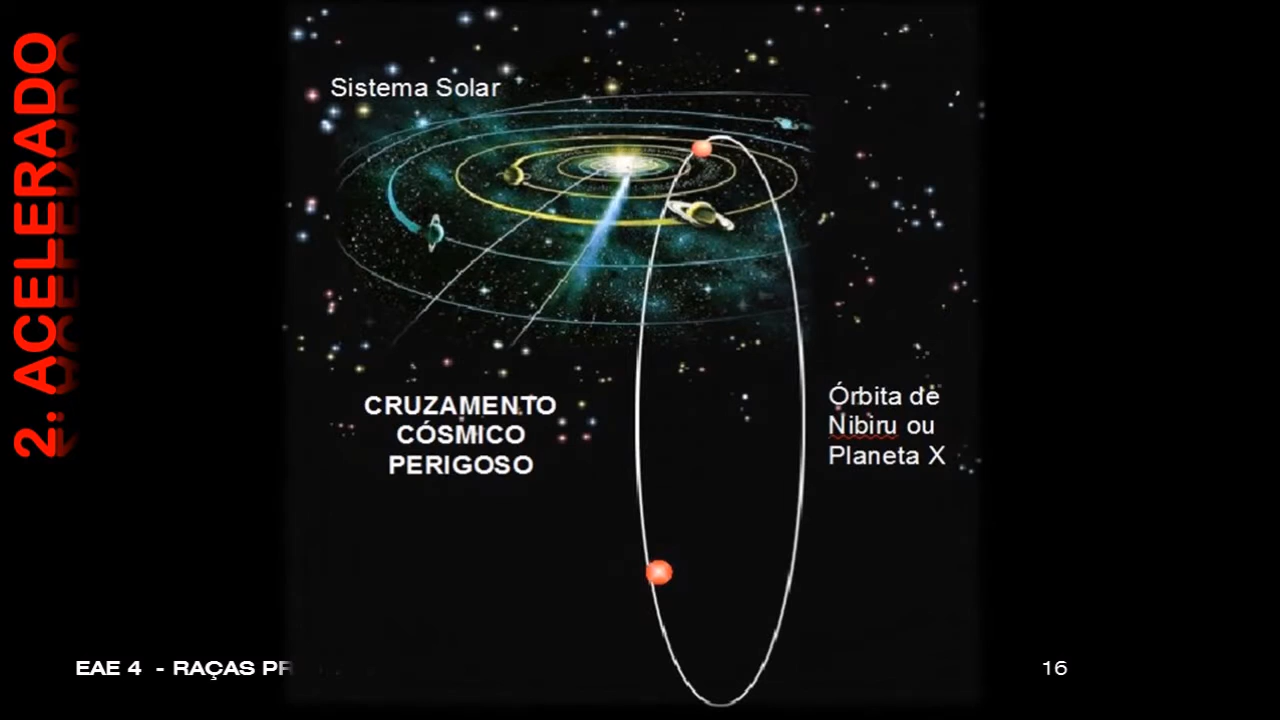 2. ACELERADO
Sistema Solar
CRUZAMENTO
CÓSMICO
PERIGOSO
Órbita de
Nibiru ou
Planeta X
EAE 4 - RAÇAS PR
16